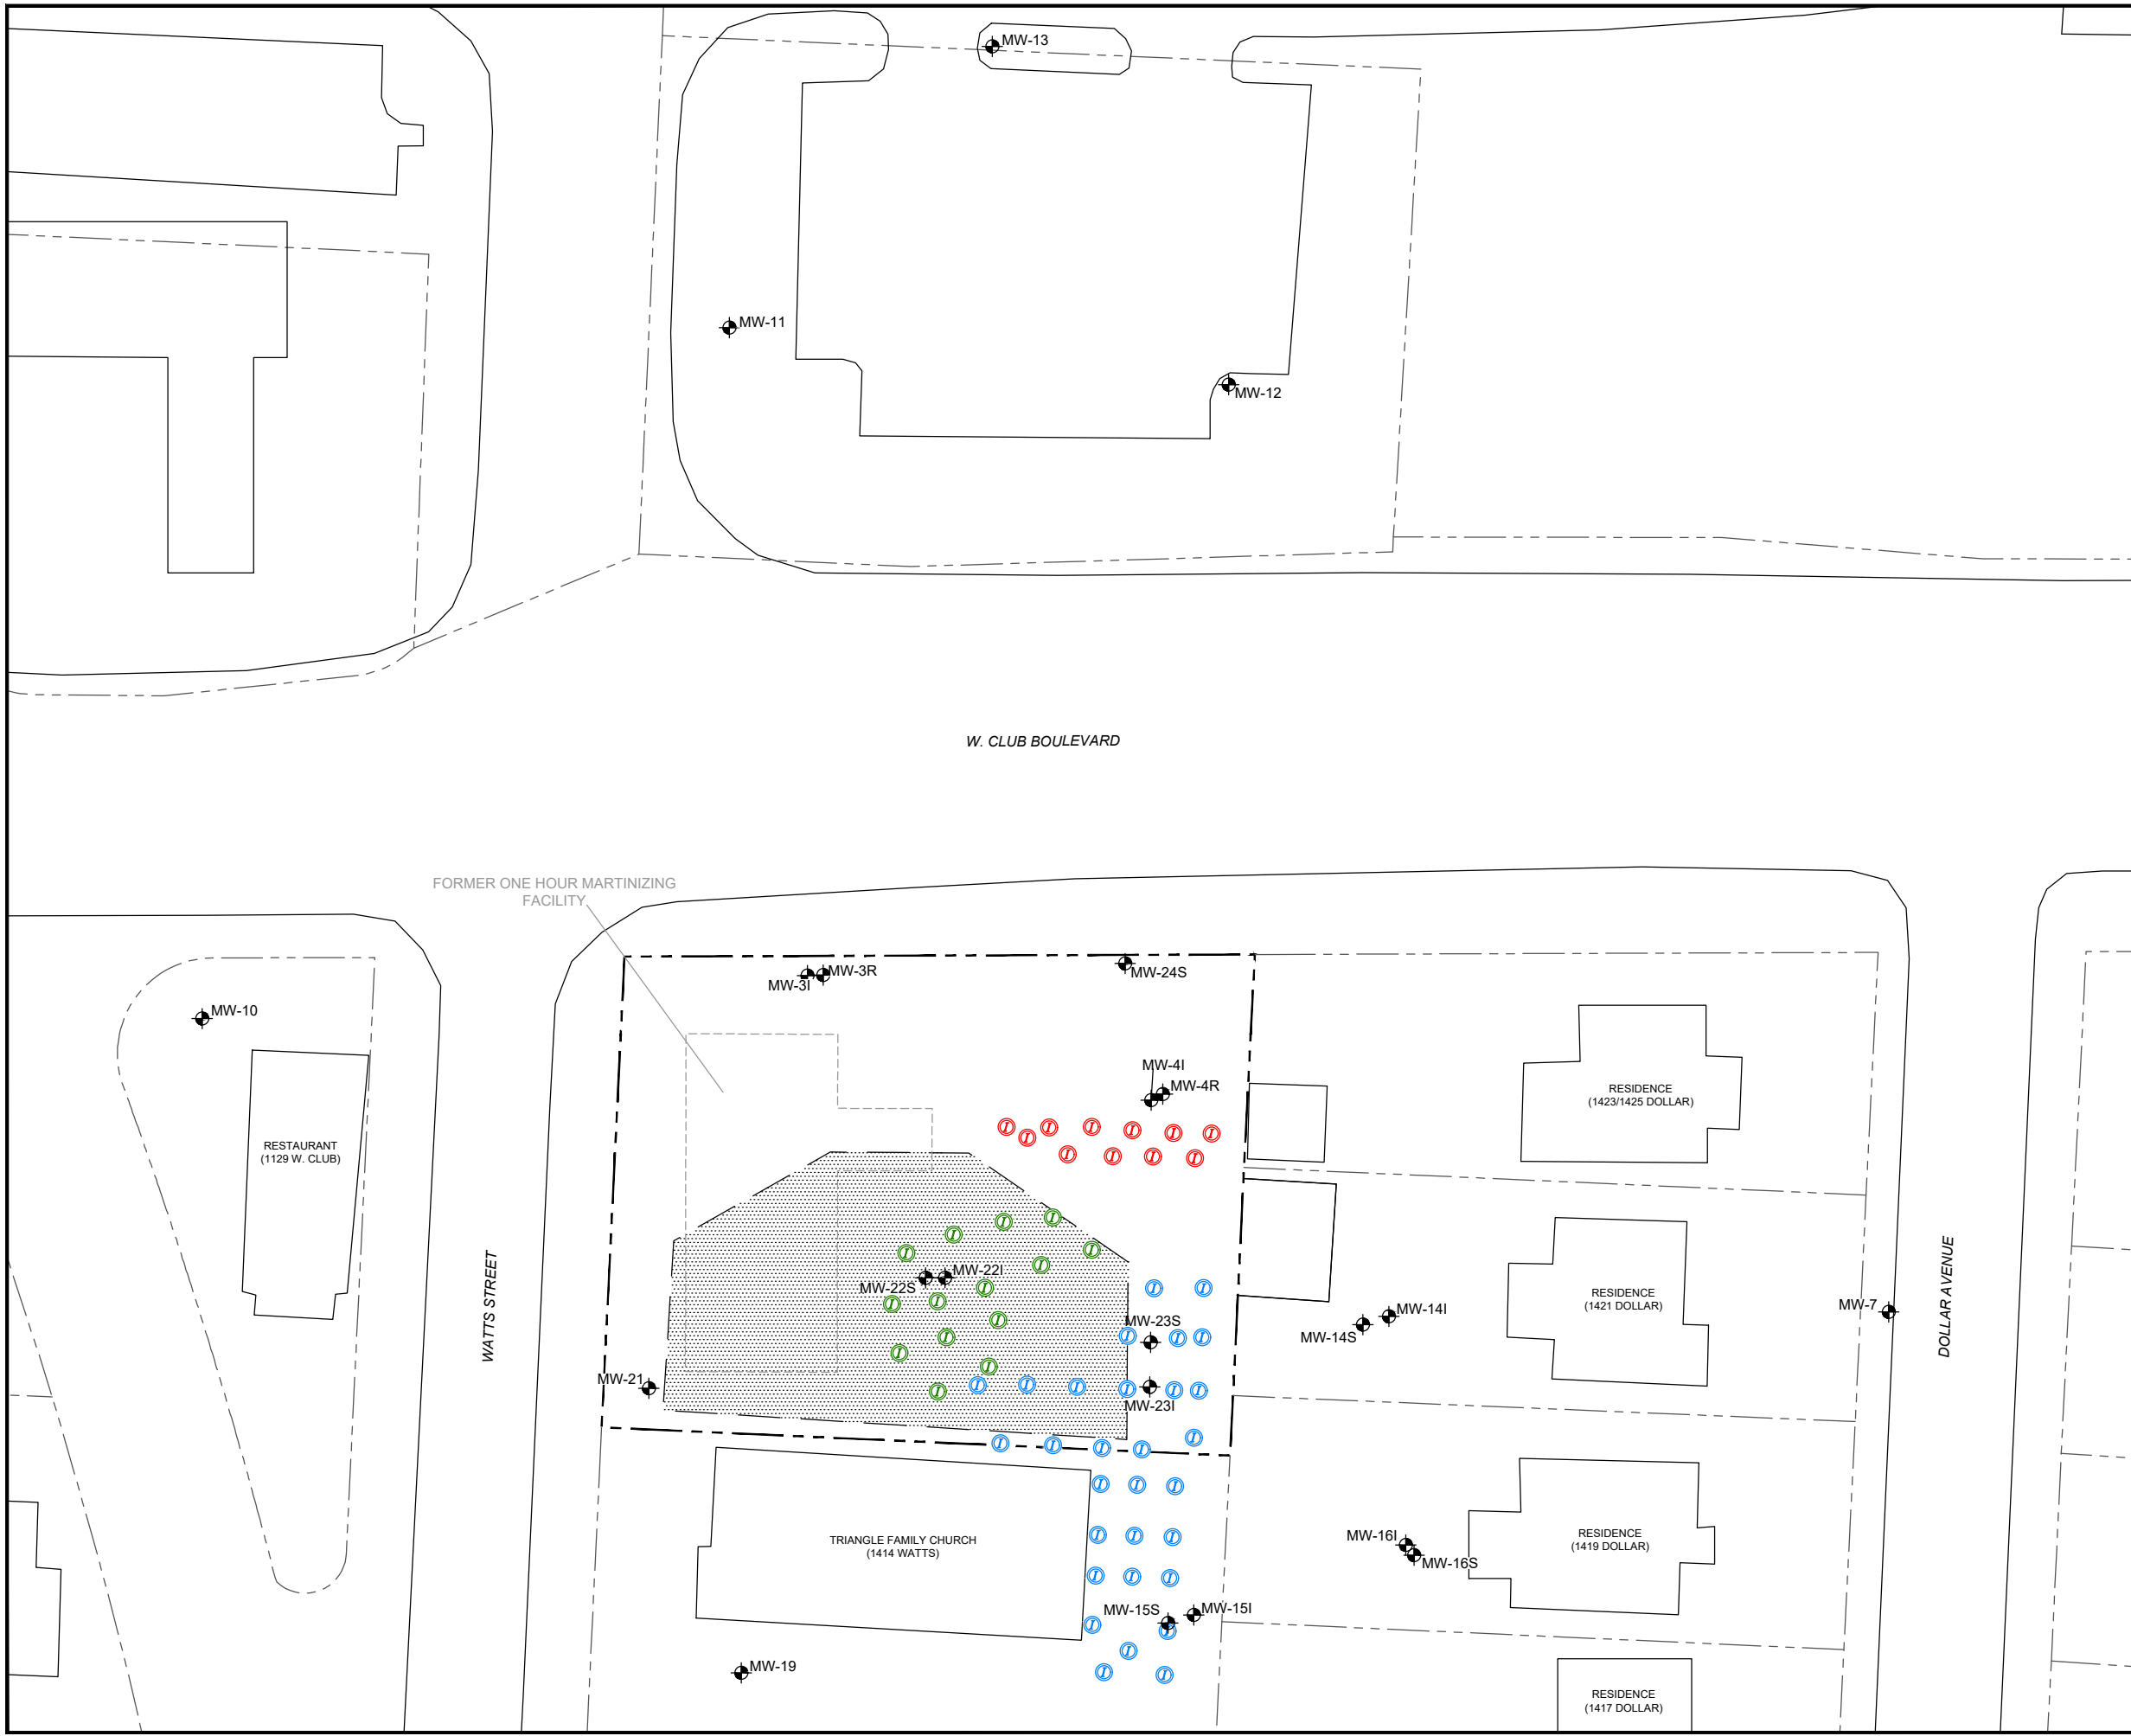 MW-13
MW-11
MW-12
W. CLUB BOULEVARD
FORMER ONE HOUR MARTINIZING
FACILITY
MW-3R
MW-3I
MW-24S
MW-10
MW-4I
MW-4R
RESIDENCE
(1423/1425 DOLLAR)
RESTAURANT
(1129 W. CLUB)
WATTS STREET
MW-22I
MW-22S
MW-23S
MW-14I
MW-14S
RESIDENCE
(1421 DOLLAR)
MW-7
DOLLAR AVENUE
MW-21
MW-23I
TRIANGLE FAMILY CHURCH
(1414 WATTS)
MW-16I
MW-16S
RESIDENCE
(1419 DOLLAR)
MW-15S
MW-15I
MW-19
RESIDENCE
(1417 DOLLAR)